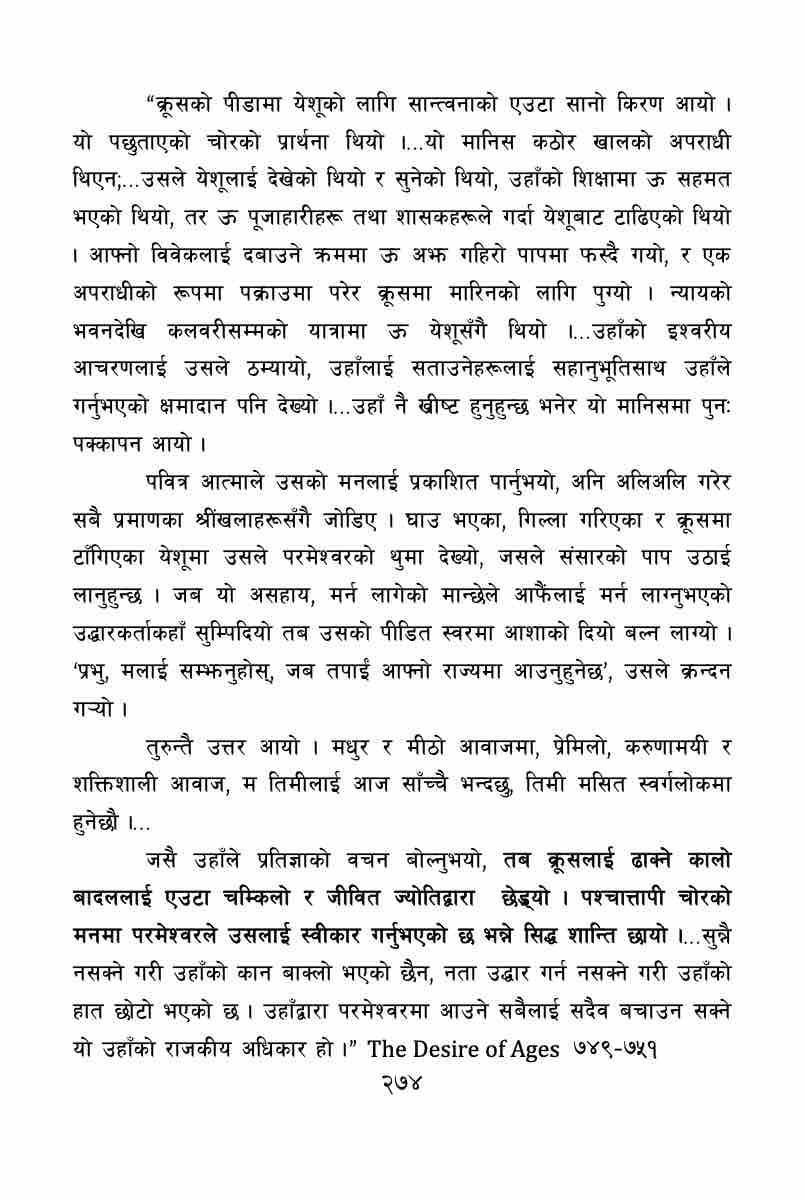 “क्रूसको पीडामा येशूको लागि सान्त्वनाको एउटा सानो किरण आयो ।
यो पछुताएको चोरको प्रार्थना थियो ।...यो मानिस कठोर खालको अपराधी
थिएन;...उसले येशूलाई देखेको थियो र सुनेको थियो, उहाँको शिक्षामा ऊ सहमत
भएको थियो, तर ऊ पूजाहारीहरू तथा शासकहरूले गर्दा येशूबाट टाढिएको थियो
। आफ्नो विवेकलाई दबाउने क्रममा ऊ अझ गहिरो पापमा फस्दै गयो, र एक
अपराधीको रूपमा पक्राउमा परेर क्रूसमा मारिनको लागि पुग्यो । न्यायको
भवनदेखि कलवरीसम्मको यात्रामा ऊ येशूसँगै थियो ।...उहाँको इश्वरीय
आचरणलाई उसले ठम्यायो, उहाँलाई सताउनेहरूलाई सहानुभूतिसाथ उहाँले
गर्नुभएको क्षमादान पनि देख्यो ।...उहाँ नै ख्रीष्ट हुनुहुन्छ भनेर यो मानिसमा पुनः
पक्कापन आयो ।
पवित्र आत्माले उसको मनलाई प्रकाशित पार्नुभयो, अनि अलिअलि गरेर
सबै प्रमाणका श्रींखलाहरूसँगै जोडिए । घाउ भएका, गिल्ला गरिएका र क्रूसमा
टाँगिएका येशूमा उसले परमेश्वरको थुमा देख्यो, जसले संसारको पाप उठाई
लानुहुन्छ । जब यो असहाय, मर्न लागेको मान्छेले आफैंलाई मर्न लाग्नुभएको
उद्धारकर्ताकहाँ सुम्पिदियो तब उसको पीडित स्वरमा आशाको दियो बल्न लाग्यो ।
‘प्रभु, मलाई सम्झनुहोस्, जब तपाईं आफ्नो राज्यमा आउनुहुनेछ’, उसले क्रन्दन
गऱ्यो ।
तुरुन्तै उत्तर आयो । मधुर र मीठो आवाजमा, प्रेमिलो, करुणामयी र
शक्तिशाली आवाज, म तिमीलाई आज साँच्चै भन्दछु, तिमी मसित स्वर्गलोकमा
हुनेछौ ।...
जसै उहाँले प्रतिज्ञाको वचन बोल्नुभयो, तब क्रूसलाई ढाक्ने कालो
बादललाई एउटा चम्किलो र जीवित ज्योतिद्वारा छेड्यो । पश्चात्तापी चोरको
मनमा परमेश्वरले उसलाई स्वीकार गर्नुभएको छ भन्ने सिद्ध शान्ति छायो ।...सुन्नै
नसक्ने गरी उहाँको कान बाक्लो भएको छैन, नता उद्धार गर्न नसक्ने गरी उहाँको
हात छोटो भएको छ । उहाँद्वारा परमेश्वरमा आउने सबैलाई सदैव बचाउन सक्ने
यो उहाँको राजकीय अधिकार हो ।” The Desire of Ages ७४९-७५१
२७४